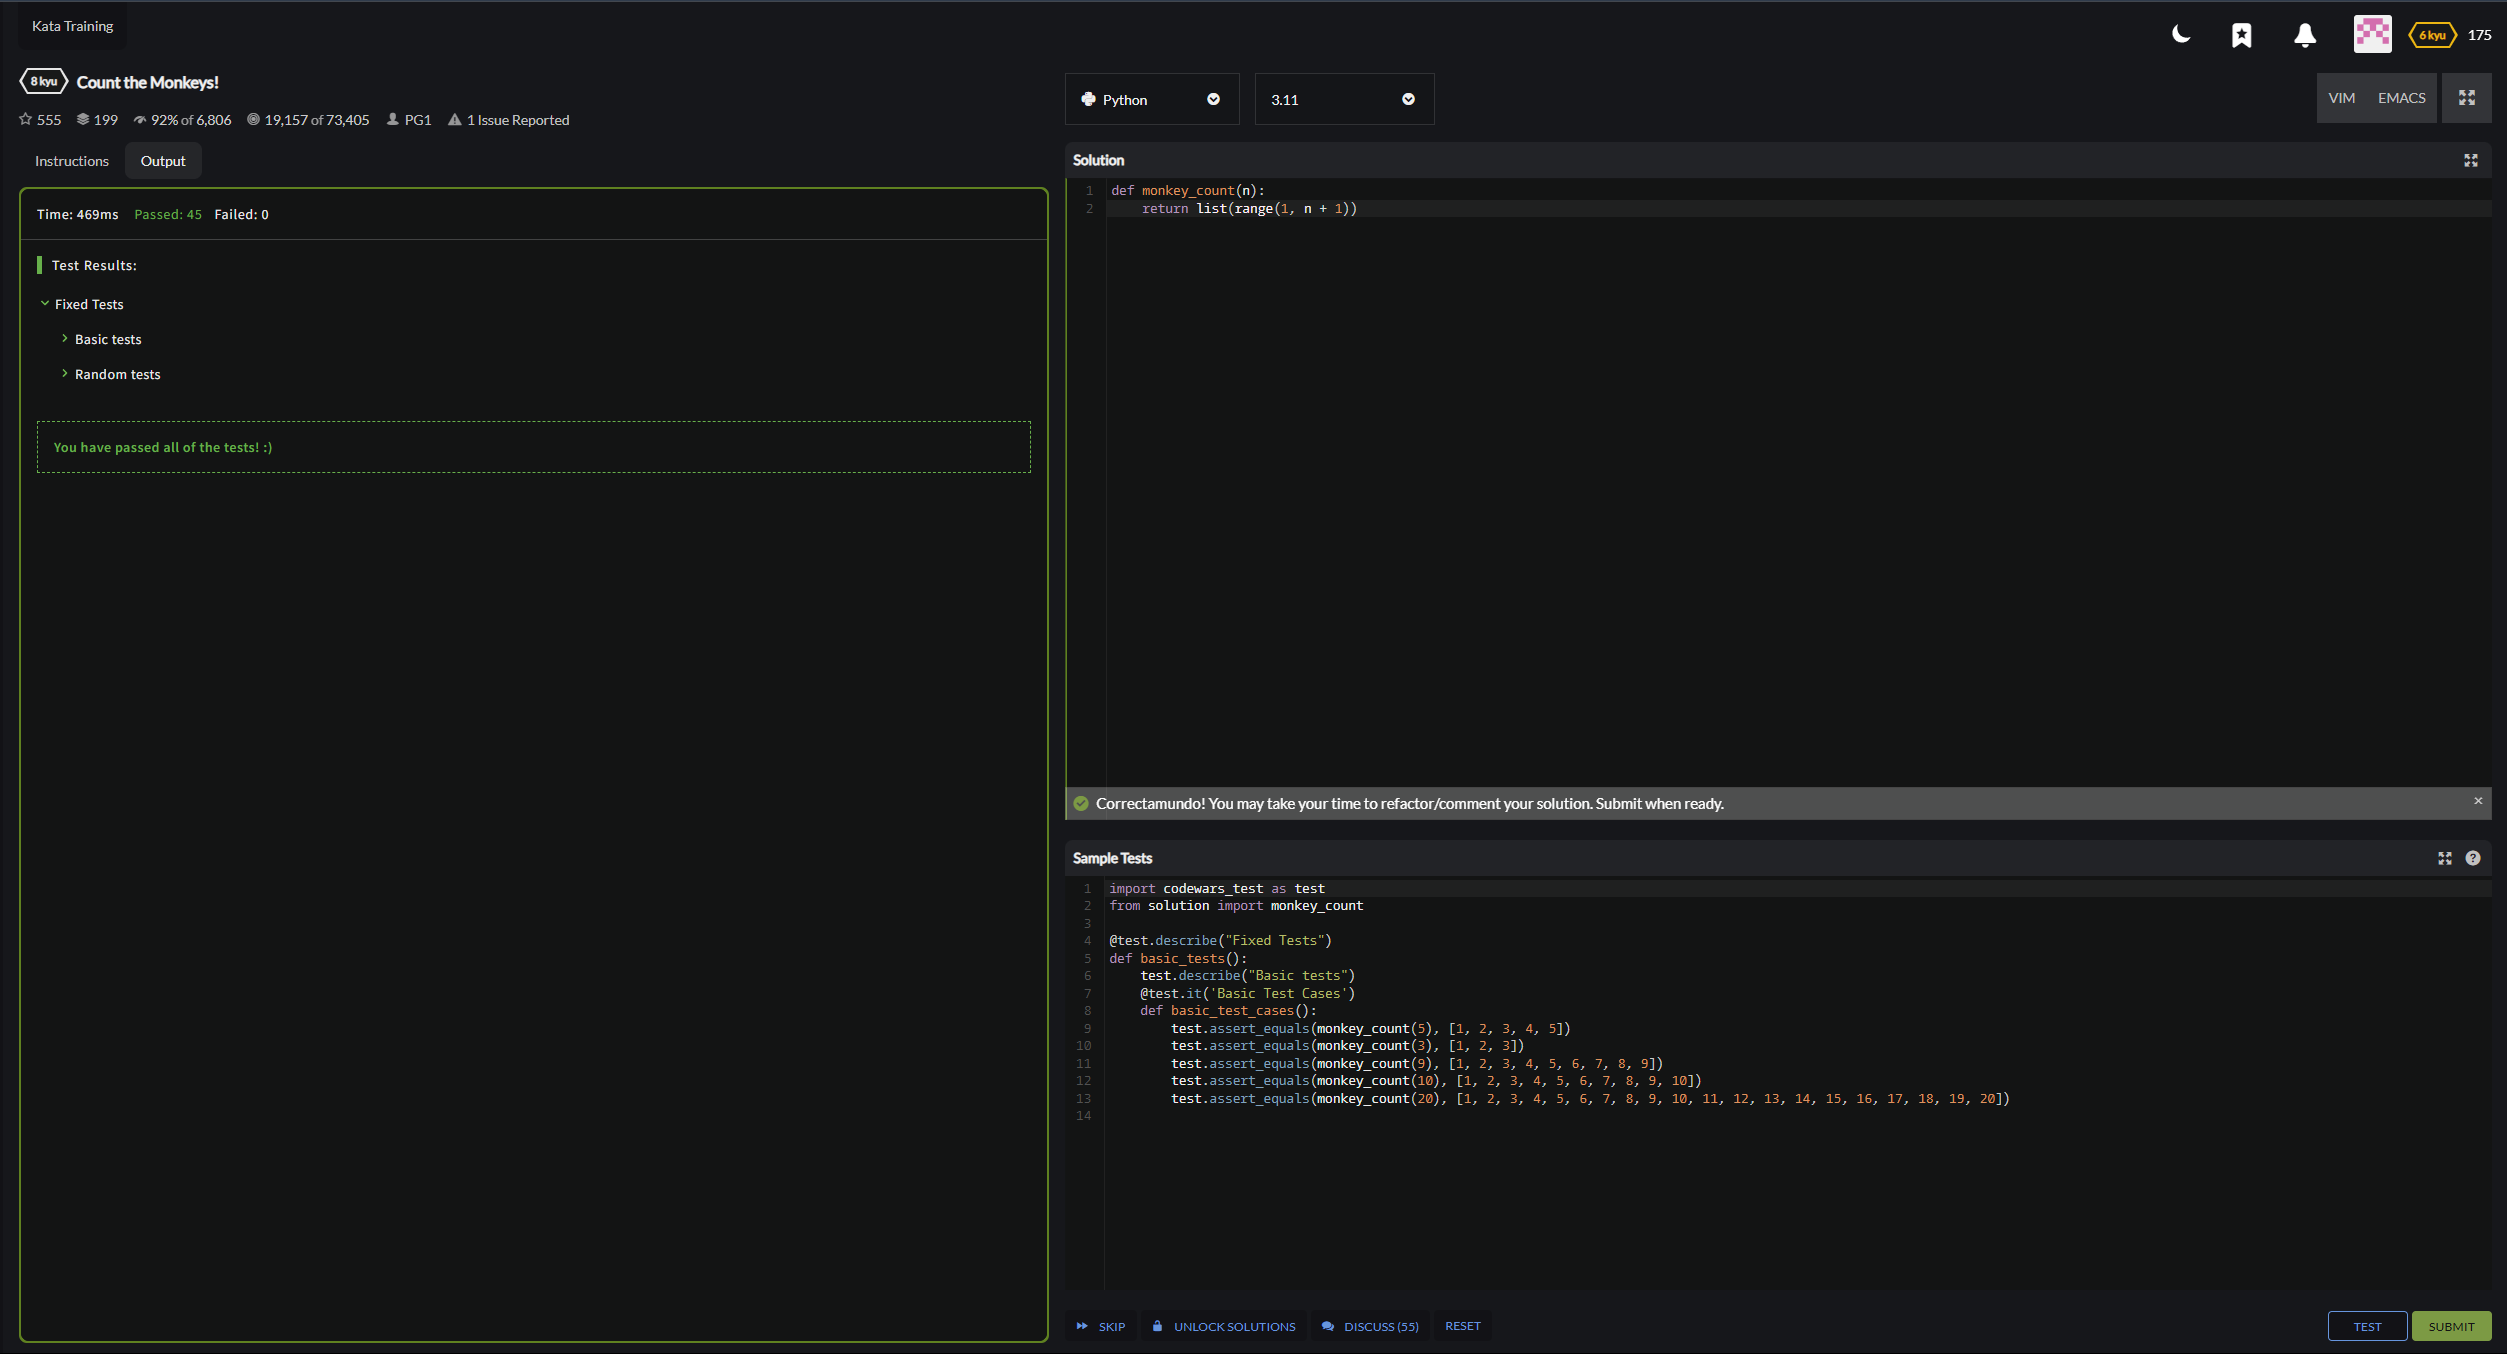 Kata Training
6 kyu 175
8 kyu Count the Monkeys!
555 199 92% of 6,806 19,157 of 73,405 PG1 1 Issue Reported
Instructions Output
Time: 469ms Passed: 45 Failed: 0
Test Results:
Fixed Tests
Basic tests
Random tests
You have passed all of the tests! :)
Python 3.11 VIM EMACS
Solution
1 def monkey_count(n):
2     return list(range(1, n + 1))
Correctamundo! You may take your time to refactor/comment your solution. Submit when ready. ×
Sample Tests ?
1 import codewars_test as test
2 from solution import monkey_count
3
4 @test.describe("Fixed Tests")
5 def basic_tests():
6     test.describe("Basic tests")
7     @test.it('Basic Test Cases')
8     def basic_test_cases():
9         test.assert_equals(monkey_count(5), [1, 2, 3, 4, 5])
10         test.assert_equals(monkey_count(3), [1, 2, 3])
11         test.assert_equals(monkey_count(9), [1, 2, 3, 4, 5, 6, 7, 8, 9])
12         test.assert_equals(monkey_count(10), [1, 2, 3, 4, 5, 6, 7, 8, 9, 10])
13         test.assert_equals(monkey_count(20), [1, 2, 3, 4, 5, 6, 7, 8, 9, 10, 11, 12, 13, 14, 15, 16, 17, 18, 19, 20])
14
SKIP UNLOCK SOLUTIONS DISCUSS (55) RESET TEST SUBMIT